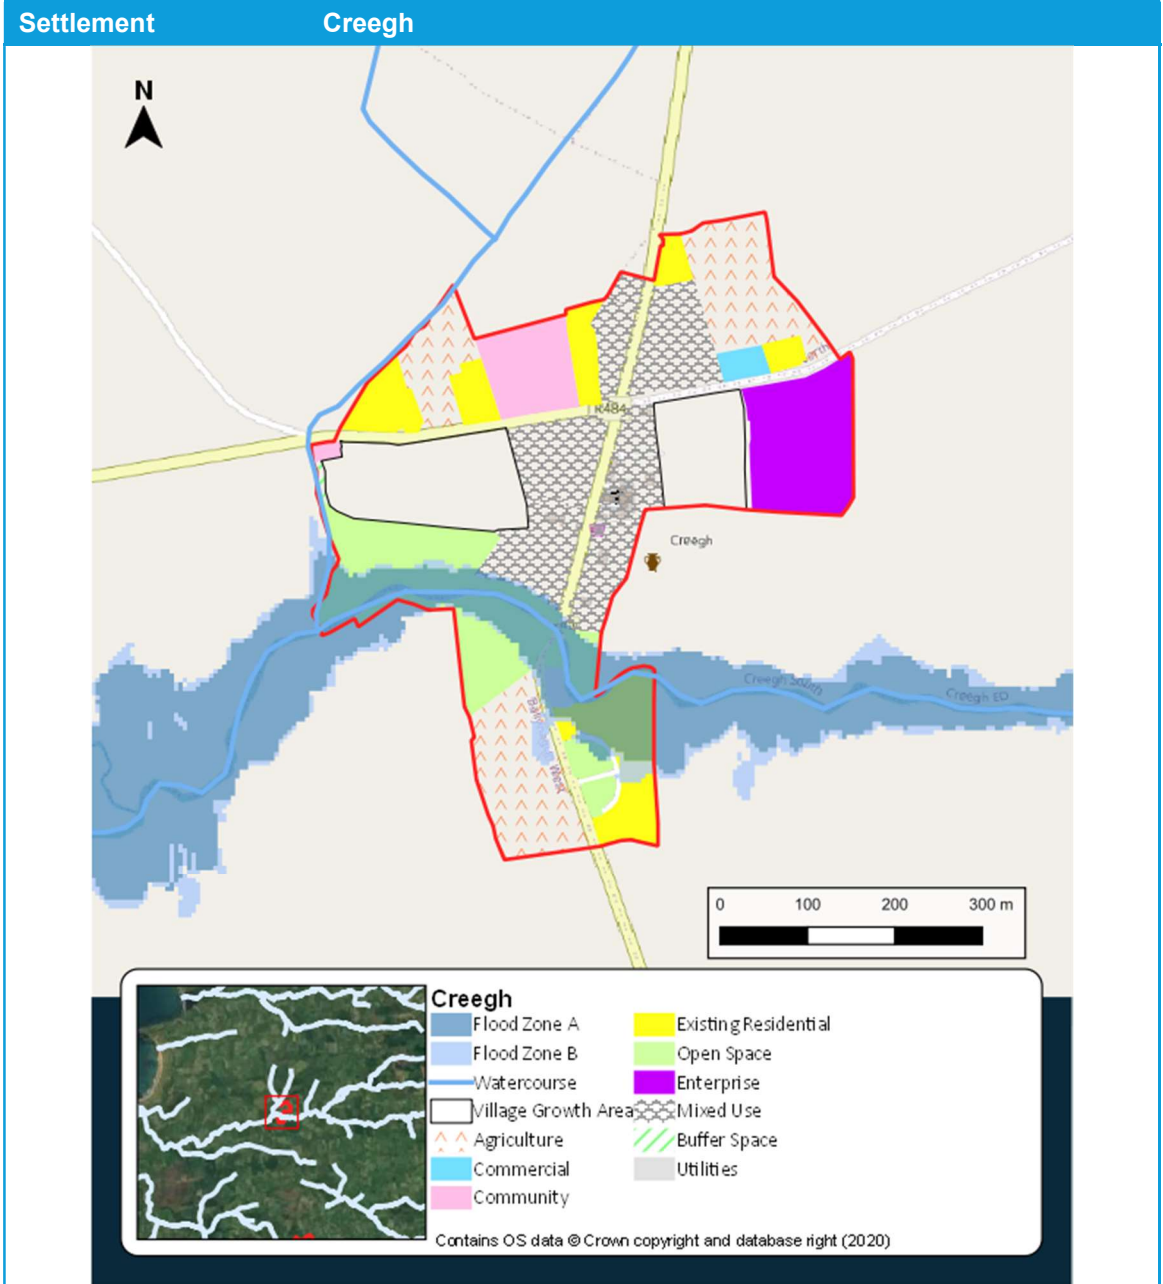 Settlement Creegh
N
R484
Creegh
Creegh South
Creegh ED
West
0 100 200 300 m
Creegh
Flood Zone A
Flood Zone B
Watercourse
Village Growth Area
Agriculture
Commercial
Community
Existing Residential
Open Space
Enterprise
Mixed Use
Buffer Space
Utilities
Contains OS data © Crown copyright and database right (2020)